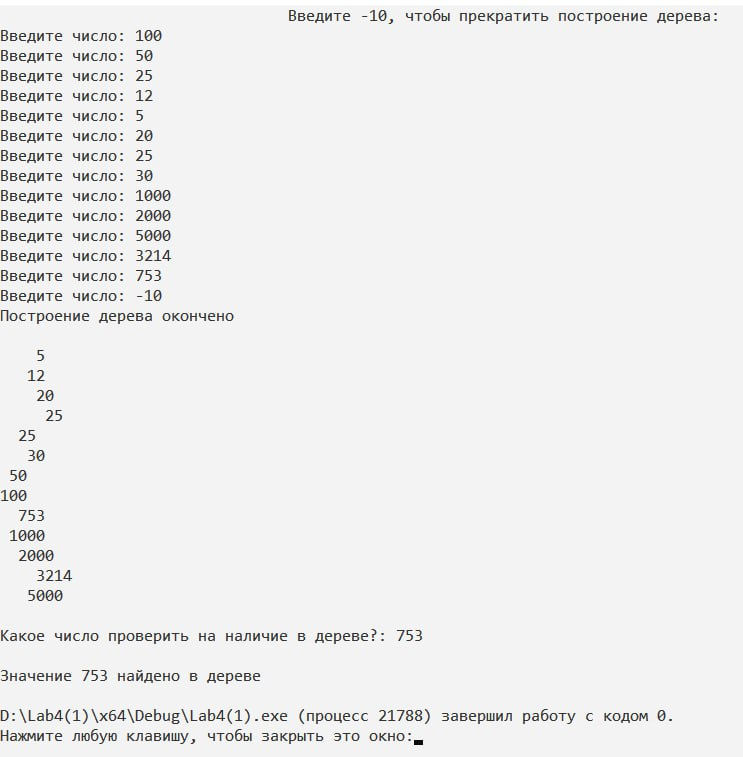 Введите -10, чтобы прекратить построение дерева:
Введите число: 100
Введите число: 50
Введите число: 25
Введите число: 12
Введите число: 5
Введите число: 20
Введите число: 25
Введите число: 30
Введите число: 1000
Введите число: 2000
Введите число: 5000
Введите число: 3214
Введите число: 753
Введите число: -10
Построение дерева окончено
5
12
20
25
25
30
50
100
753
1000
2000
3214
5000
Какое число проверить на наличие в дереве?: 753
Значение 753 найдено в дереве
D:\Lab4(1)\x64\Debug\Lab4(1).exe (процесс 21788) завершил работу с кодом 0.
Нажмите любую клавишу, чтобы закрыть это окно: